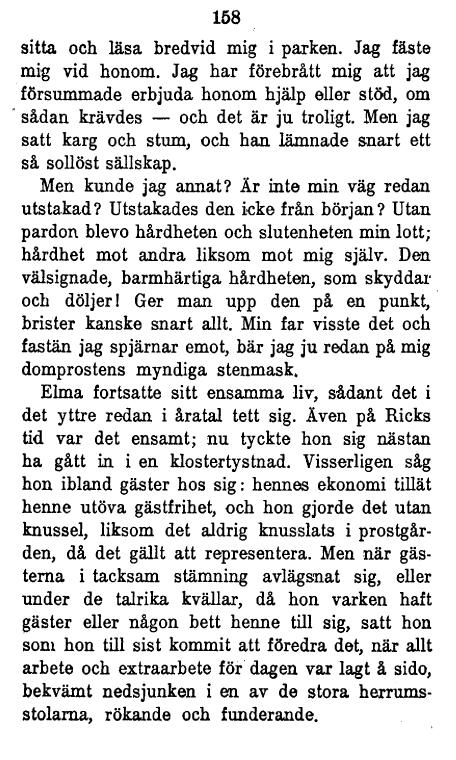 158
sitta och läsa bredvid mig i parken. Jag fäste
mig vid honom. Jag har förebrått mig att jag
försummade erbjuda honom hjälp eller stöd, om
sådan krävdes — och det är ju troligt. Men jag
satt karg och stum, och han lämnade snart ett
så sollöst sällskap.
Men kunde jag annat? Är inte min väg redan
utstakad? Utstakades den icke från början? Utan
pardon blevo hårdheten och slutenheten min lott;
hårdhet mot andra liksom mot mig själv. Den
välsignade, barmhärtiga hårdheten, som skyddar
och döljer! Ger man upp den på en punkt,
brister kanske snart allt. Min far visste det och
fastän jag spjärnar emot, bär jag ju redan på mig
domprostens myndiga stenmask.
Elma fortsatte sitt ensamma liv, sådant det i
det yttre redan i åratal tett sig. Även på Ricks
tid var det ensamt; nu tyckte hon sig nästan
ha gått in i en klostertystnad. Visserligen såg
hon ibland gäster hos sig: hennes ekonomi tillät
henne utöva gästfrihet, och hon gjorde det utan
knussel, liksom det aldrig knusslats i prostgår-
den, då det gällt att representera. Men när gäs-
terna i tacksam stämning avlägsnat sig, eller
under de talrika kvällar, då hon varken haft
gäster eller någon bett henne till sig, satt hon
som hon till sist kommit att föredra det, när allt
arbete och extraarbete för dagen var lagt å sido,
bekvämt nedsjunken i en av de stora herrums-
stolarna, rökande och funderande.